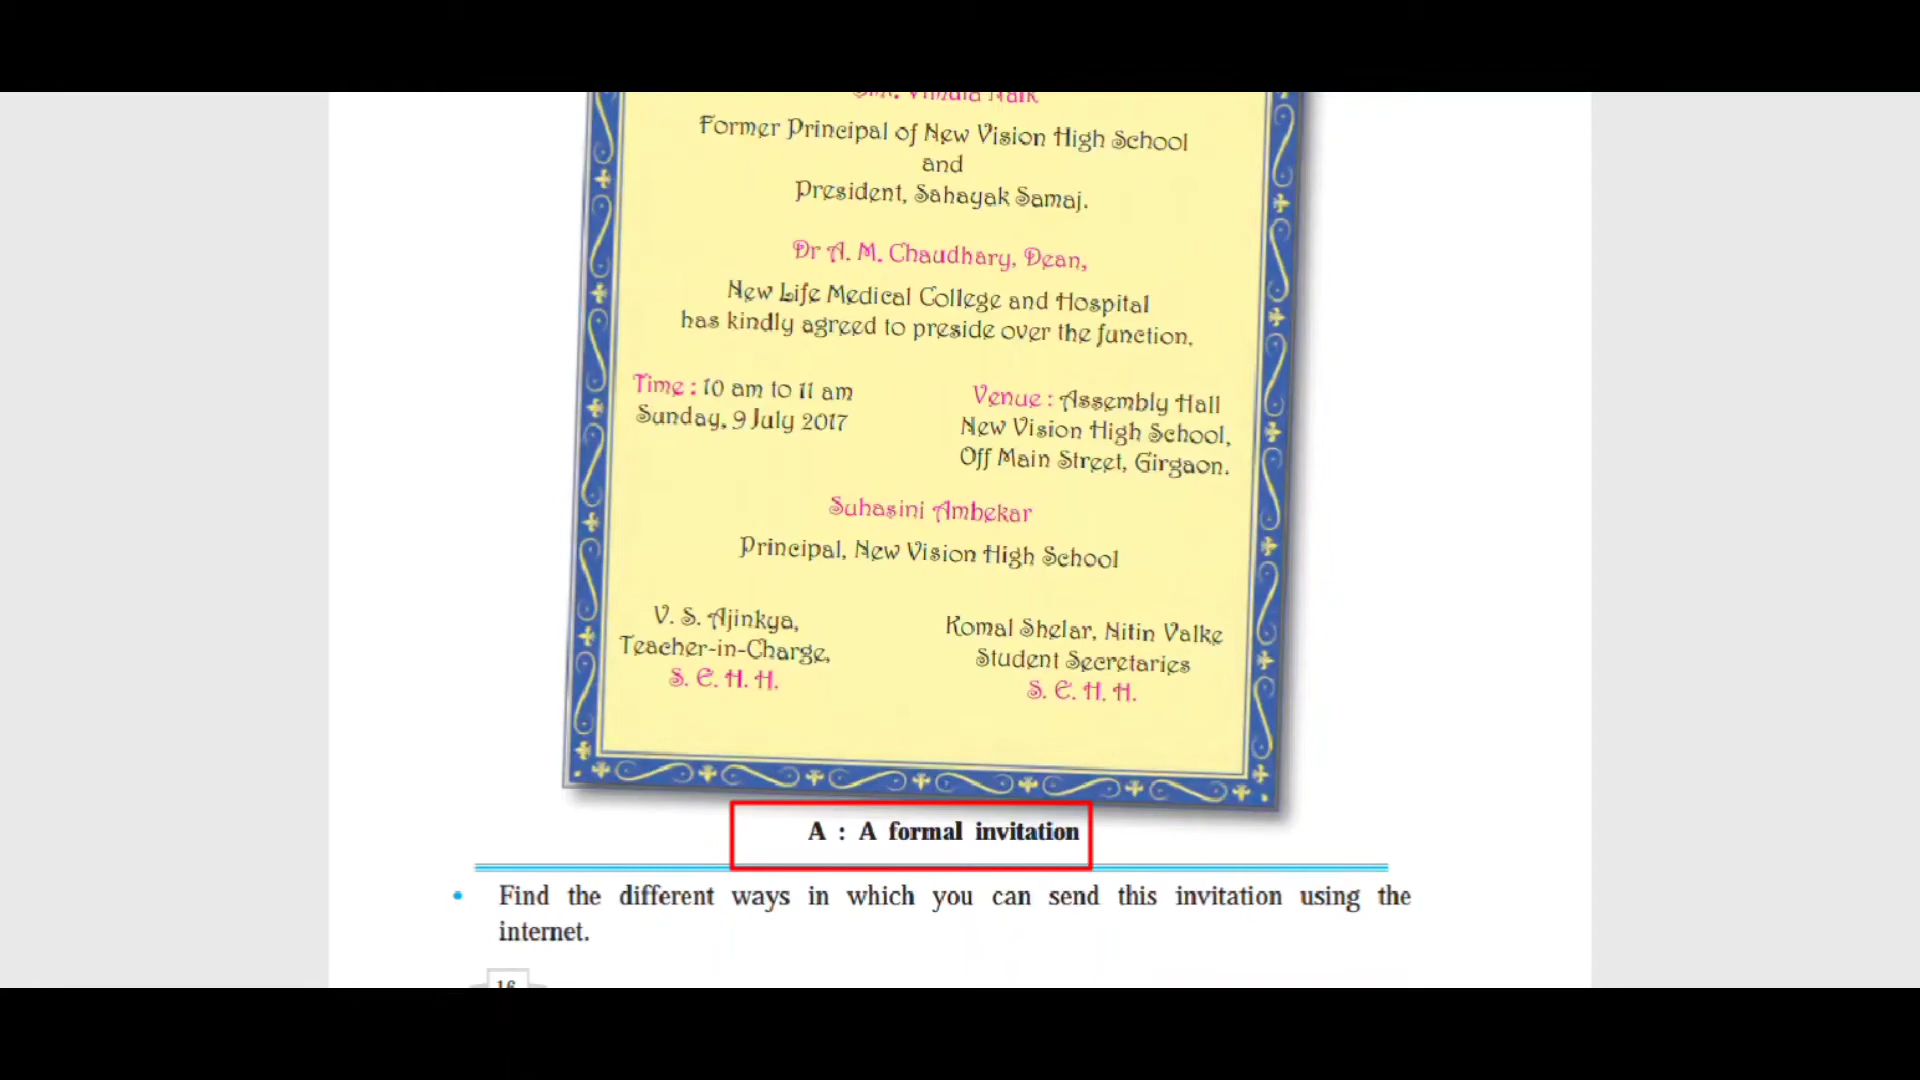 Smt. Vimala Naik
Former Principal of New Vision High School
and
President, Sahayak Samaj.
Dr A. M. Chaudhary, Dean,
New Life Medical College and Hospital
has kindly agreed to preside over the function.
Time : 10 am to 11 am
Sunday, 9 July 2017
Venue : Assembly Hall
New Vision High School,
Off Main Street, Girgaon.
Suhasini Ambekar
Principal, New Vision High School
V. S. Ajinkya,
Teacher-in-Charge,
S. E. H. H.
Komal Shelar, Nitin Valke
Student Secretaries
S. E. H. H.
A : A formal invitation
• Find the different ways in which you can send this invitation using the
internet.
16